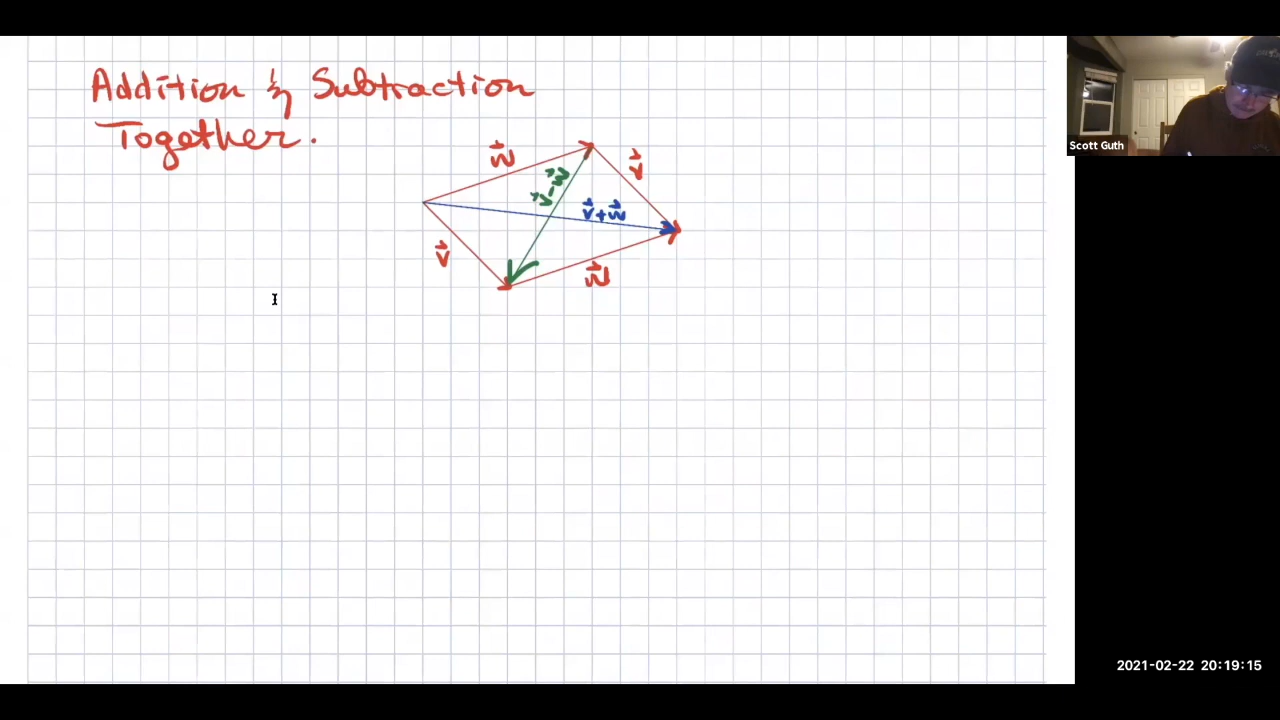 Addition & Subtraction
Together.
w⃗
v⃗
v⃗-w⃗
v⃗+w⃗
v⃗
w⃗
Scott Guth
2021-02-22 20:19:15